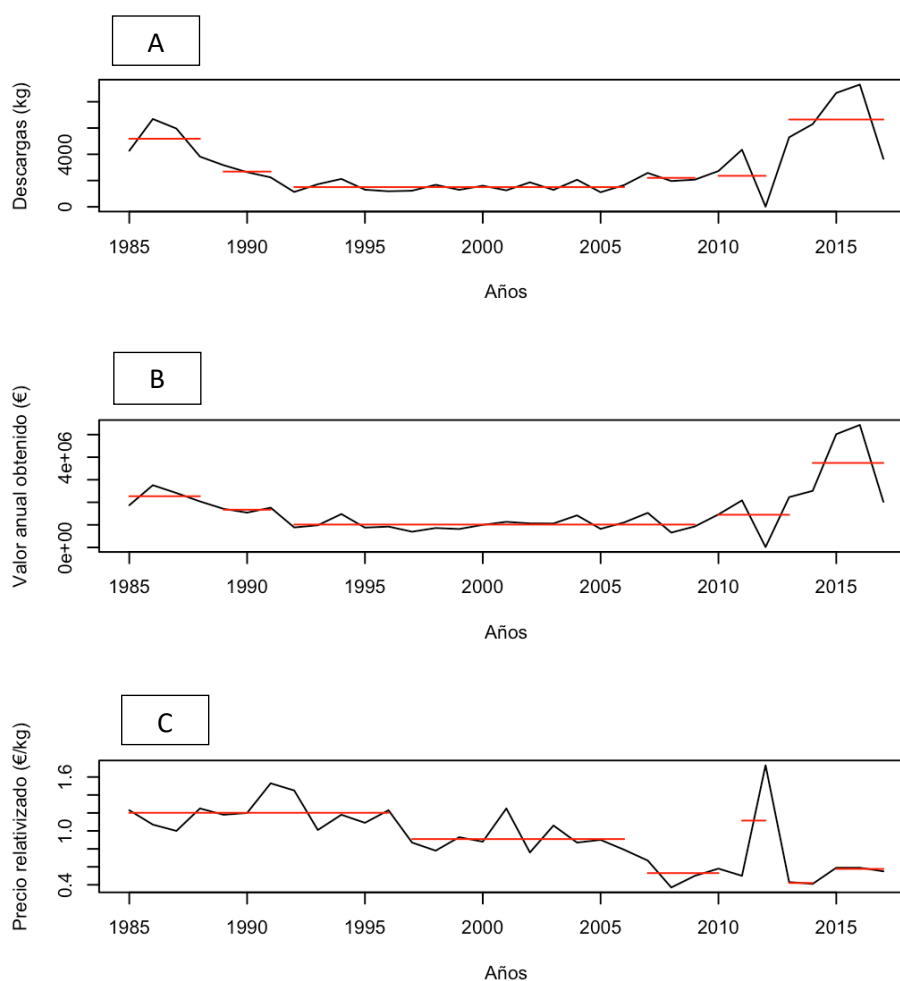 A
Descargas (kg)
4000
0
1985 1990 1995 2000 2005 2010 2015
Años
B
Valor anual obtenido (€)
4e+06
0e+00
1985 1990 1995 2000 2005 2010 2015
Años
C
Precio relativizado (€/kg)
1.6
1.0
0.4
1985 1990 1995 2000 2005 2010 2015
Años